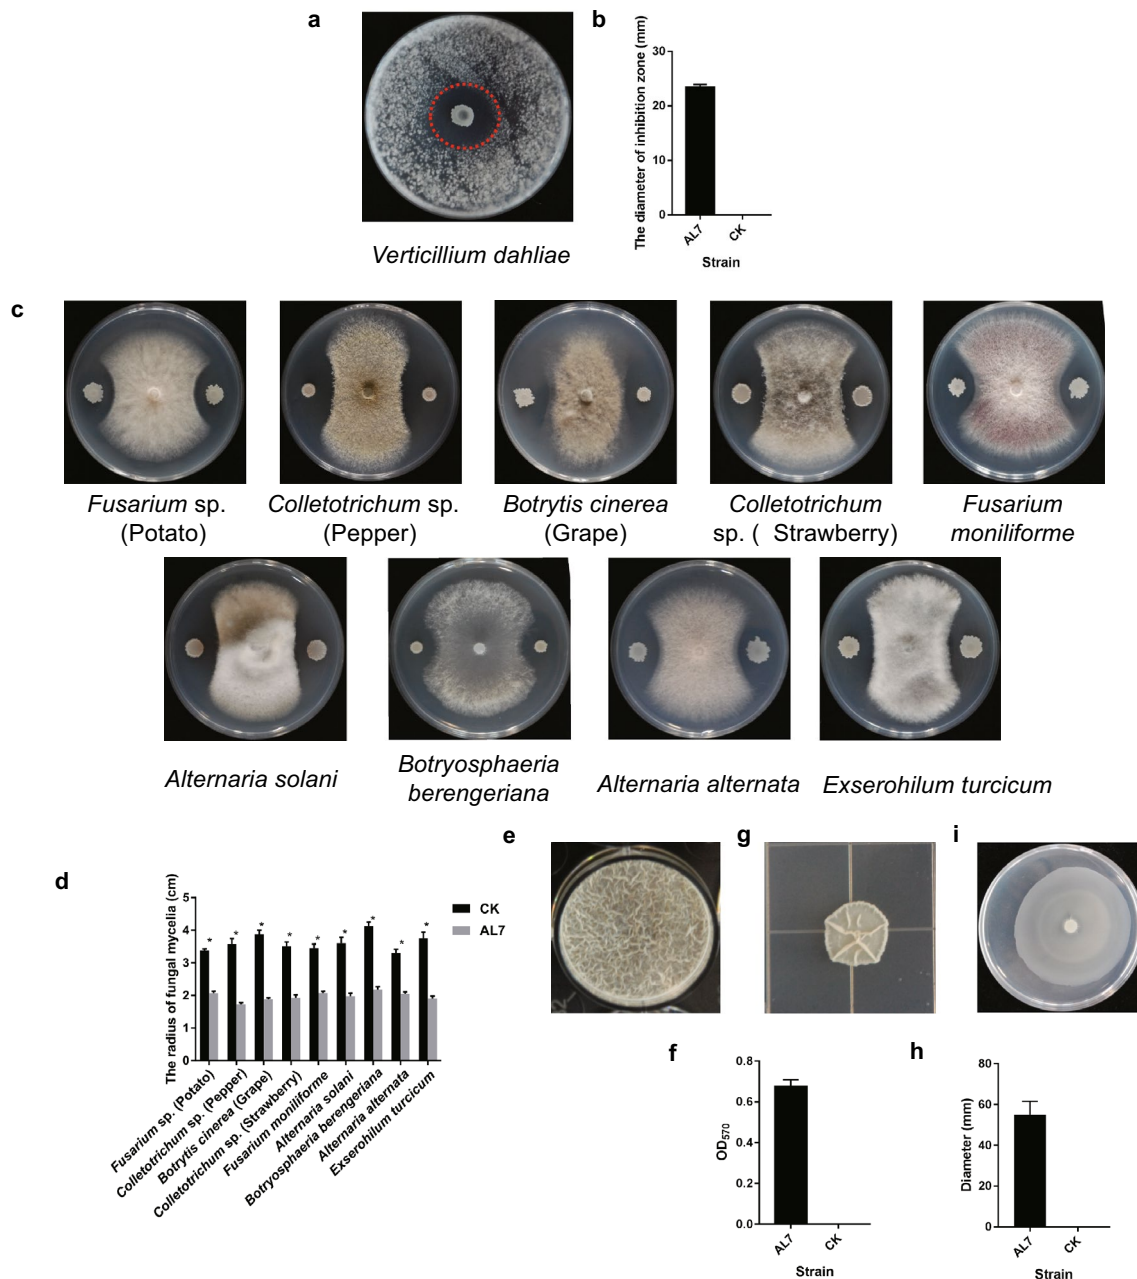 a
b
The diameter of inhibition zone (mm)
30
20
10
0
AL7
CK
Strain
Verticillium dahliae
c
Fusarium sp.
(Potato)
Colletotrichum sp.
(Pepper)
Botrytis cinerea
(Grape)
Colletotrichum
sp. ( Strawberry)
Fusarium
moniliforme
Alternaria solani
Botryosphaeria
berengeriana
Alternaria alternata
Exserohilum turcicum
d
The radius of fungal mycelia (cm)
5
4
3
2
1
0
* * * * * * * * *
CK
AL7
Fusarium sp. (Potato)
Colletotrichum sp. (Pepper)
Botrytis cinerea (Grape)
Colletotrichum sp. (Strawberry)
Fusarium moniliforme
Alternaria solani
Botryosphaeria berengeriana
Alternaria alternata
Exserohilum turcicum
e
g
i
f
OD570
0.8
0.6
0.4
0.2
0.0
AL7
CK
Strain
h
Diameter (mm)
80
60
40
20
0
AL7
CK
Strain